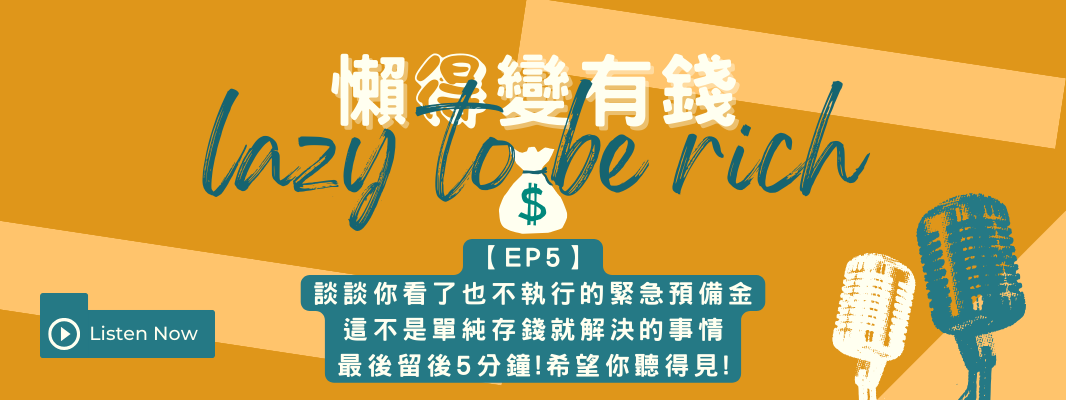 懶得變有錢
lazy to be rich
$
【EP5】
談談你看了也不執行的緊急預備金
這不是單純存錢就解決的事情
最後留後5分鐘!希望你聽得見!
Listen Now